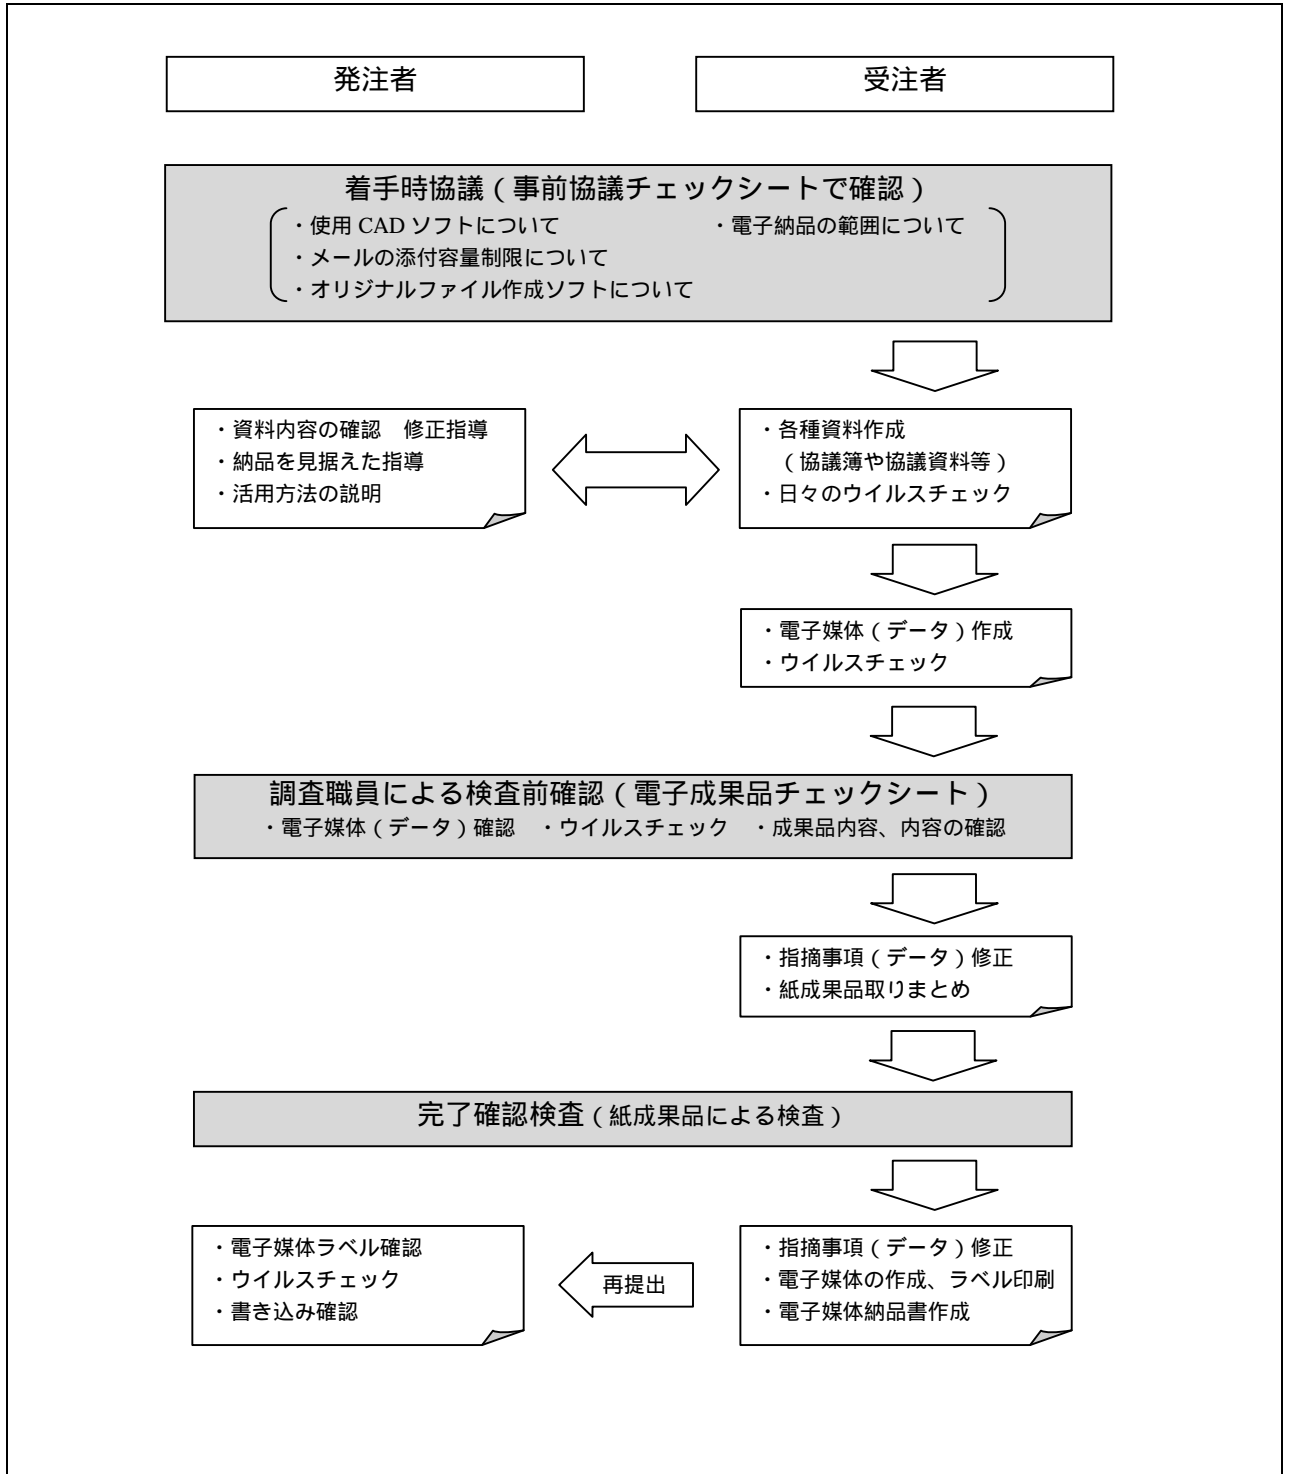 発注者
受注者
着手時協議（事前協議チェックシートで確認）
・使用 CAD ソフトについて　・電子納品の範囲について
・メールの添付容量制限について
・オリジナルファイル作成ソフトについて
・資料内容の確認　修正指導
・納品を見据えた指導
・活用方法の説明
・各種資料作成
（協議簿や協議資料等）
・日々のウイルスチェック
・電子媒体（データ）作成
・ウイルスチェック
調査職員による検査前確認（電子成果品チェックシート）
・電子媒体（データ）確認　・ウイルスチェック　・成果品内容、内容の確認
・指摘事項（データ）修正
・紙成果品取りまとめ
完了確認検査（紙成果品による検査）
・電子媒体ラベル確認
・ウイルスチェック
・書き込み確認
再提出
・指摘事項（データ）修正
・電子媒体の作成、ラベル印刷
・電子媒体納品書作成